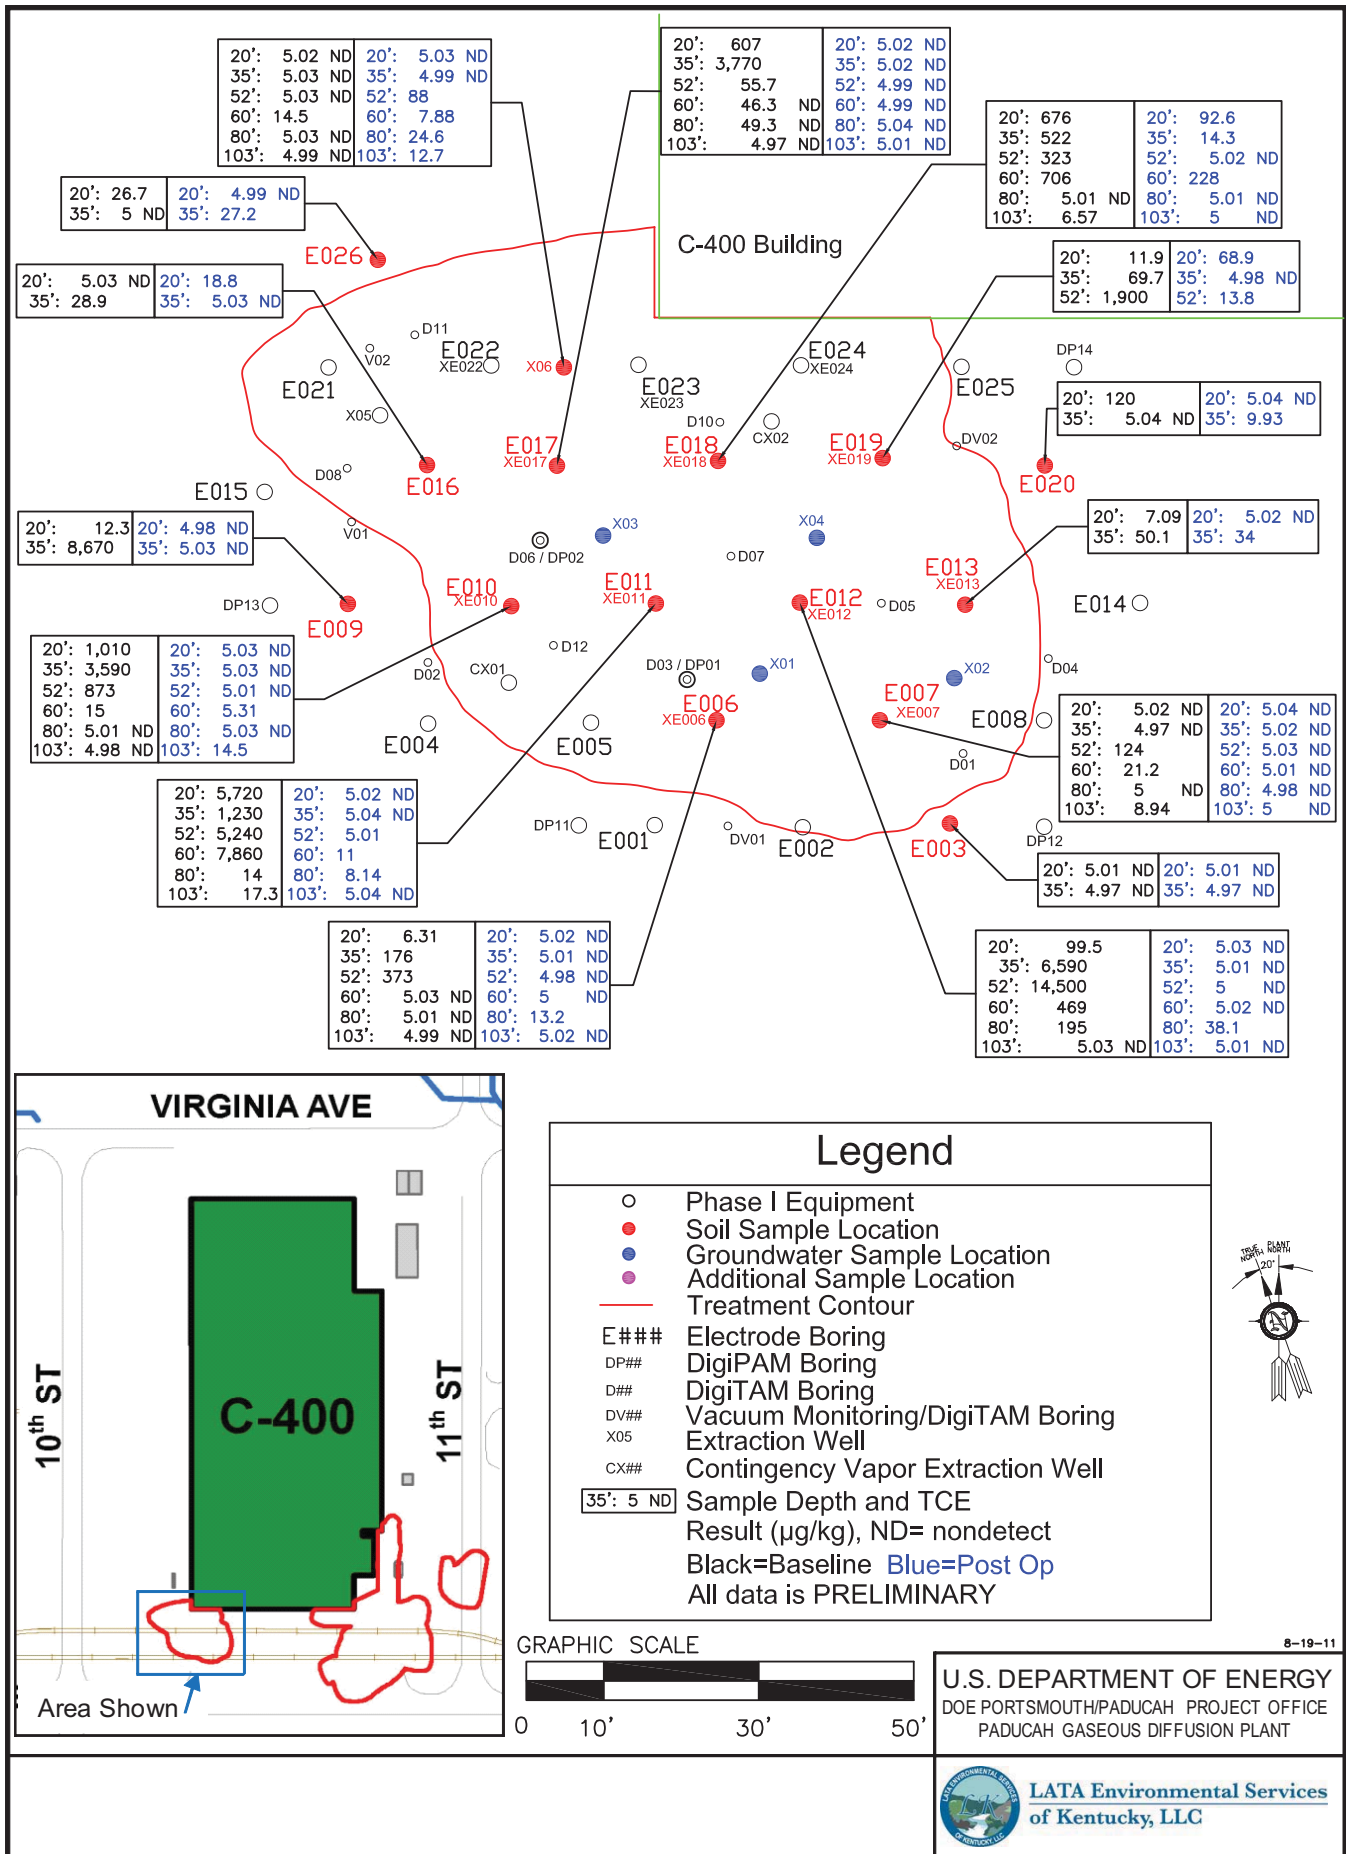 20': 5.02 ND 20': 5.03 ND
35': 5.03 ND 35': 4.99 ND
52': 5.03 ND 52': 88
60': 14.5 60': 7.88
80': 5.03 ND 80': 24.6
103': 4.99 ND 103': 12.7
20': 607 20': 5.02 ND
35': 3,770 35': 5.02 ND
52': 55.7 52': 4.99 ND
60': 46.3 ND 60': 4.99 ND
80': 49.3 ND 80': 5.04 ND
103': 4.97 ND 103': 5.01 ND
20': 676 20': 92.6
35': 522 35': 14.3
52': 323 52': 5.02 ND
60': 706 60': 228
80': 5.01 ND 80': 5.01 ND
103': 6.57 103': 5 ND
20': 26.7 20': 4.99 ND
35': 5 ND 35': 27.2
E026
C-400 Building
20': 11.9 20': 68.9
35': 69.7 35': 4.98 ND
52': 1,900 52': 13.8
20': 5.03 ND 20': 18.8
35': 28.9 35': 5.03 ND
D11
V02
E022
XE022
E021
X06
E023
XE023
E024
XE024
E025
DP14
20': 120 20': 5.04 ND
35': 5.04 ND 35': 9.93
X05
D10
CX02
E017
XE017
E018
XE018
E019
XE019
DV02
E020
D08
E016
E015
20': 12.3 20': 4.98 ND
35': 8,670 35': 5.03 ND
V01
X03
X04
D06 / DP02
D07
20': 7.09 20': 5.02 ND
35': 50.1 35': 34
DP13
E009
E010
XE010
E011
XE011
E012
XE012
D05
E013
XE013
E014
20': 1,010 20': 5.03 ND
35': 3,590 35': 5.03 ND
52': 873 52': 5.01 ND
60': 15 60': 5.31
80': 5.01 ND 80': 5.03 ND
103': 4.98 ND 103': 14.5
D12
D02
CX01
D03 / DP01
X01
X02
D04
E004
E005
E006
XE006
E007
XE007
E008
D01
20': 5.02 ND 20': 5.04 ND
35': 4.97 ND 35': 5.02 ND
52': 124 52': 5.03 ND
60': 21.2 60': 5.01 ND
80': 5 ND 80': 4.98 ND
103': 8.94 103': 5 ND
20': 5,720 20': 5.02 ND
35': 1,230 35': 5.04 ND
52': 5,240 52': 5.01
60': 7,860 60': 11
80': 14 80': 8.14
103': 17.3 103': 5.04 ND
DP11
E001
DV01
E002
E003
DP12
20': 5.01 ND 20': 5.01 ND
35': 4.97 ND 35': 4.97 ND
20': 6.31 20': 5.02 ND
35': 176 35': 5.01 ND
52': 373 52': 4.98 ND
60': 5.03 ND 60': 5 ND
80': 5.01 ND 80': 13.2
103': 4.99 ND 103': 5.02 ND
20': 99.5 20': 5.03 ND
35': 6,590 35': 5.01 ND
52': 14,500 52': 5 ND
60': 469 60': 5.02 ND
80': 195 80': 38.1
103': 5.03 ND 103': 5.01 ND
VIRGINIA AVE
10th ST
C-400
11th ST
Area Shown
Legend
Phase I Equipment
Soil Sample Location
Groundwater Sample Location
Additional Sample Location
Treatment Contour
E### Electrode Boring
DP## DigiPAM Boring
D## DigiTAM Boring
DV## Vacuum Monitoring/DigiTAM Boring
X05 Extraction Well
CX## Contingency Vapor Extraction Well
35': 5 ND Sample Depth and TCE
Result (µg/kg), ND= nondetect
Black=Baseline Blue=Post Op
All data is PRELIMINARY
TRUE NORTH
PLANT NORTH
20°
N
GRAPHIC SCALE
0 10' 30' 50'
8-19-11
U.S. DEPARTMENT OF ENERGY
DOE PORTSMOUTH/PADUCAH PROJECT OFFICE
PADUCAH GASEOUS DIFFUSION PLANT
LATA ENVIRONMENTAL SERVICES
LK
OF KENTUCKY, LLC
LATA Environmental Services
of Kentucky, LLC